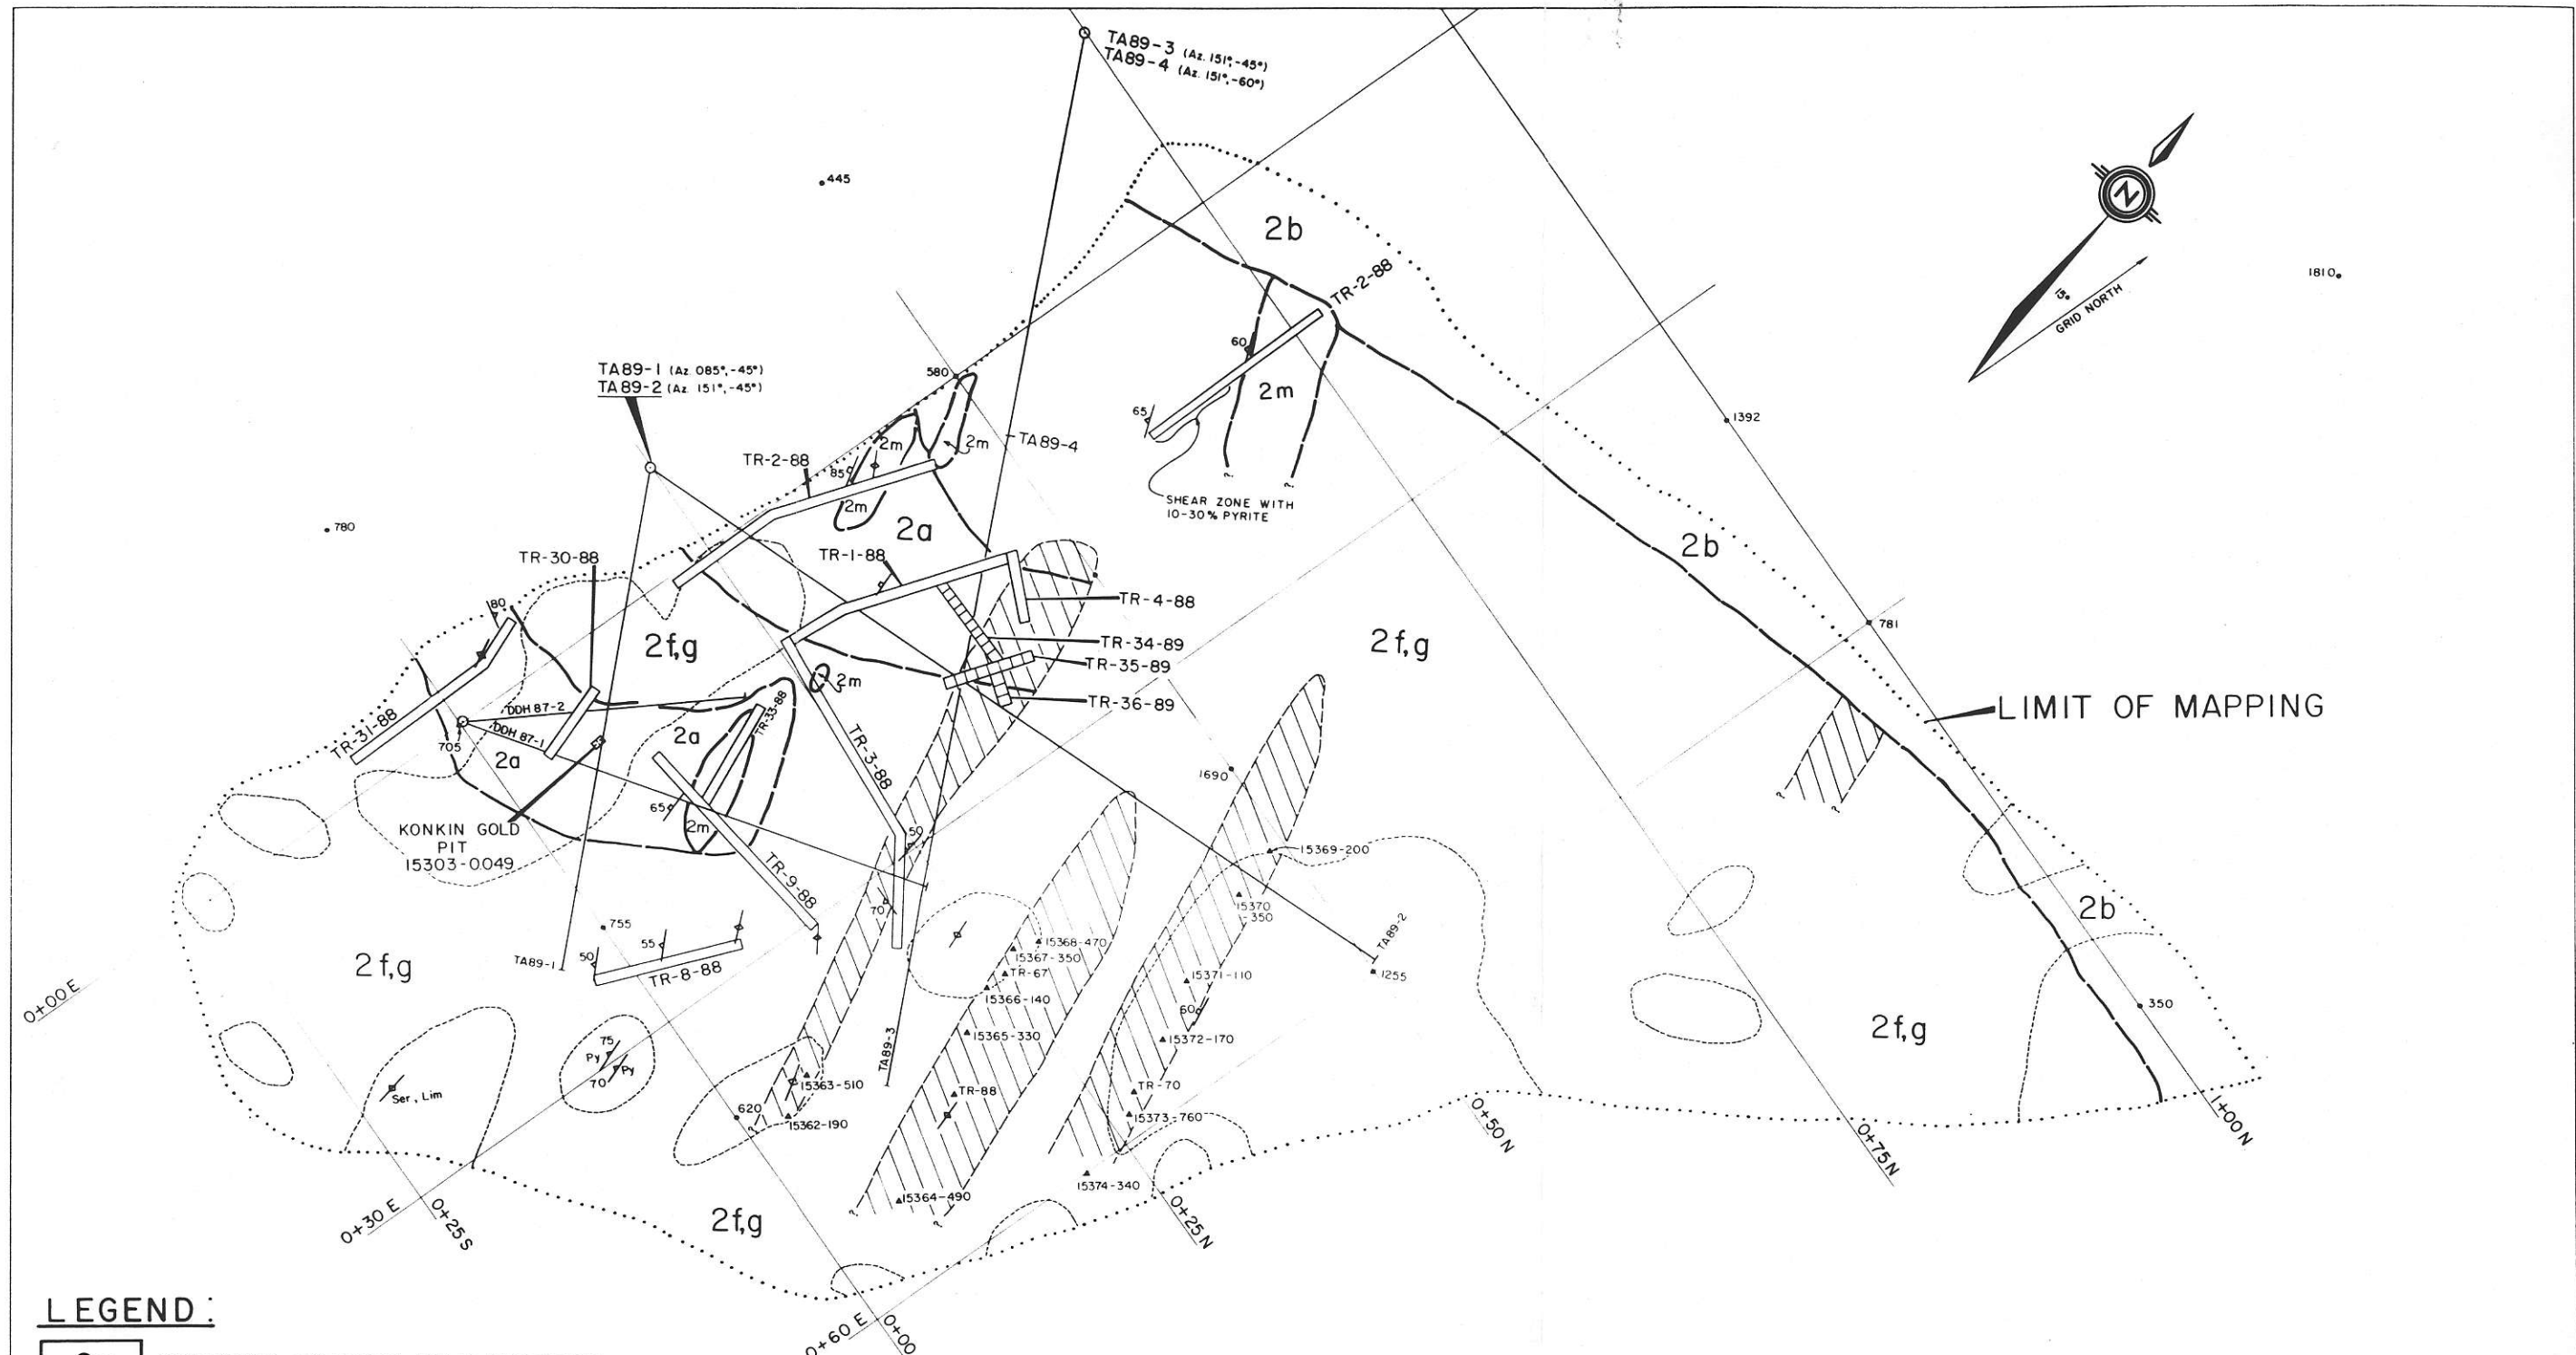 TA89-3 (Az. 151°,-45°)
TA89-4 (Az. 151°,-60°)
445
2b
N
1810
15°
GRID NORTH
TR-2-88
60
2m
65
SHEAR ZONE WITH
10-30% PYRITE
?
?
1392
TA89-1 (Az. 085°,-45°)
TA89-2 (Az. 151°,-45°)
580
2m
2m
TA89-4
TR-2-88
85
2m
2a
780
TR-30-88
TR-1-88
TR-4-88
TR-34-89
TR-35-89
TR-36-89
2f,g
2f,g
2b
781
LIMIT OF MAPPING
80
2m
TR-31-88
DDH 87-2
DDH 87-1
705
2a
2a
TR-33-88
TR-3-88
65
2m
KONKIN GOLD
PIT
15303-0.049
TR-9-88
50
70
1690
15369-200
15370
-350
?
?
2b
755
55
50
TR-8-88
TA89-1
2f,g
15368-470
15367-350
TR-67
15366-140
15365-330
15371-110
60
15372-170
TA89-2
1255
350
2f,g
0+00 E
75
Py
70
Py
Ser, Lim
TA89-3
15363-510
620
?
15362-190
TR-88
TR-70
15373-760
15374-340
15364-490
?
?
0+50 N
0+75 N
1+00 N
0+30 E
0+25 S
2f,g
0+25 N
0+60 E
0+00
LEGEND: